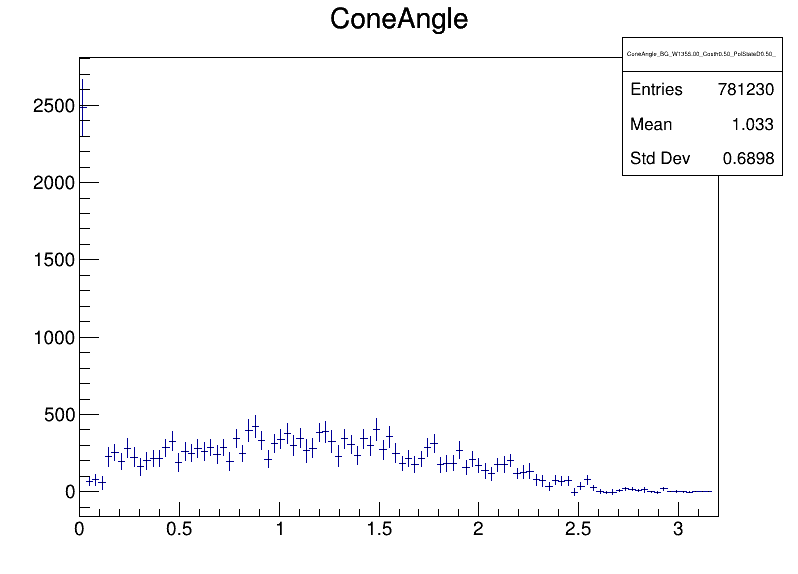 ConeAngle
ConeAngle_BG_W1355.00_Costh0.50_PolStateD0.50_
Entries 781230
Mean 1.033
Std Dev 0.6898
2500
2000
1500
1000
500
0
0 0.5 1 1.5 2 2.5 3